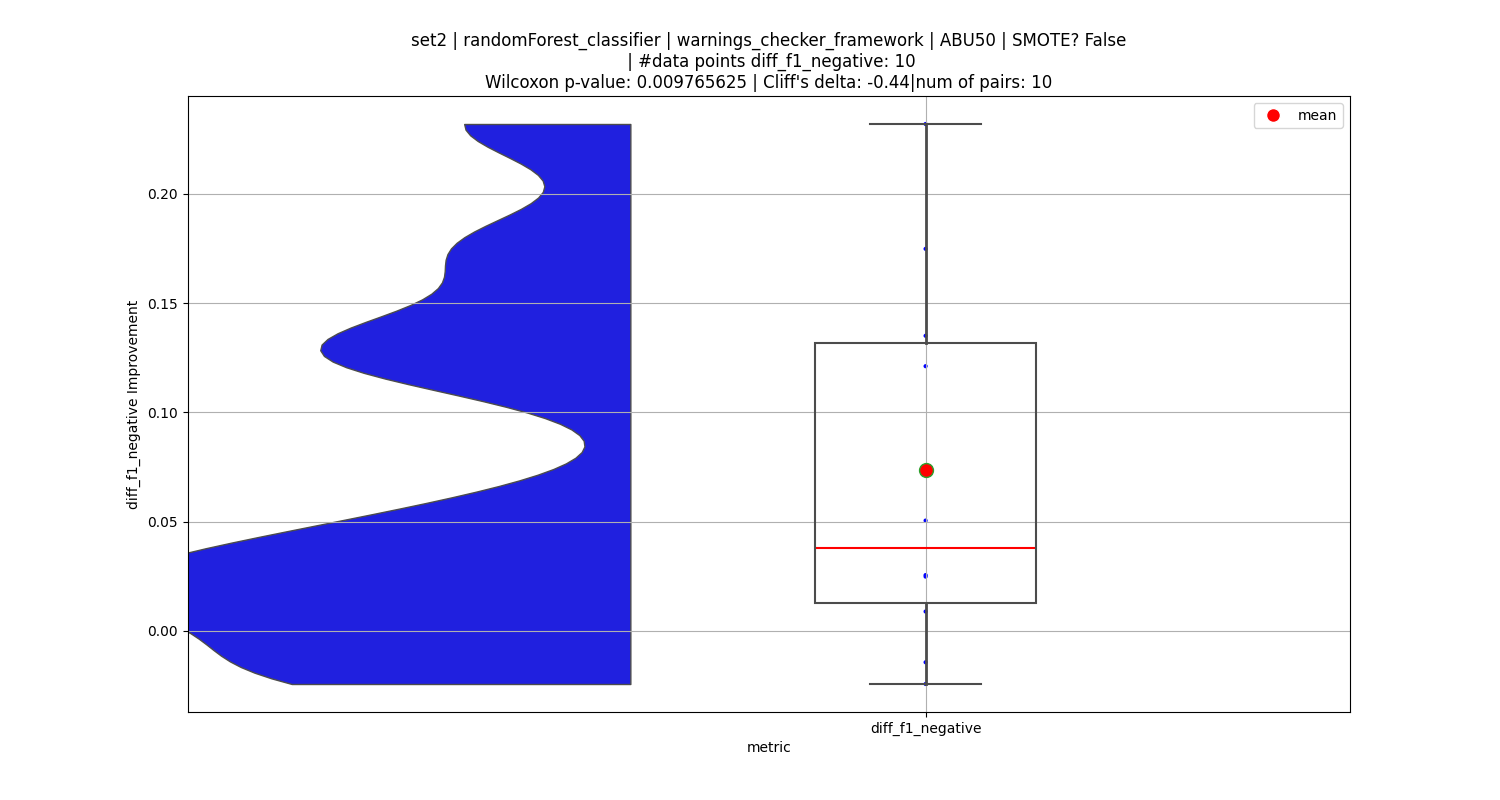 set2 | randomForest_classifier | warnings_checker_framework | ABU50 | SMOTE? False
| #data points diff_f1_negative: 10
Wilcoxon p-value: 0.009765625 | Cliff's delta: -0.44|num of pairs: 10
mean
0.20
0.15
0.10
0.05
0.00
diff_f1_negative Improvement
diff_f1_negative
metric